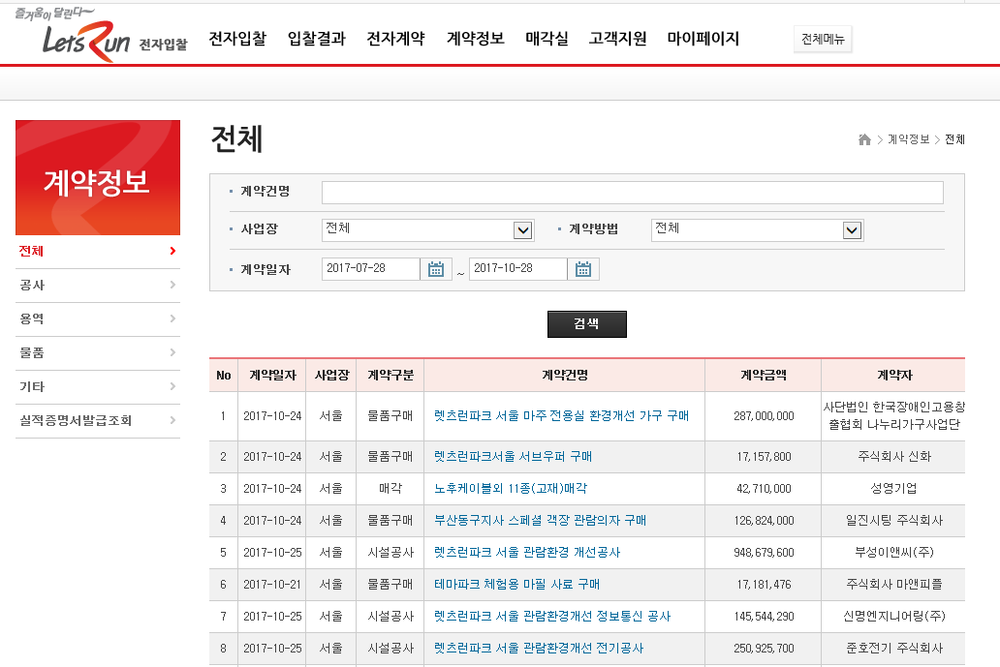 즐거움이 달린다~
Let'sRun 전자입찰 전자입찰 입찰결과 전자계약 계약정보 매각실 고객지원 마이페이지 전체메뉴
계약정보
전체
공사
용역
물품
기타
실적증명서발급조회
전체
계약정보 > 전체
계약건명
사업장 전체 계약방법 전체
계약일자 2017-07-28 ~ 2017-10-28
검색
No 계약일자 사업장 계약구분 계약건명 계약금액 계약자
1 2017-10-24 서울 물품구매 렛츠런파크 서울 마주 전용실 환경개선 가구 구매 287,000,000 사단법인 한국장애인고용창
출협회 나누리가구사업단
2 2017-10-24 서울 물품구매 렛츠런파크서울 서브우퍼 구매 17,157,800 주식회사 신화
3 2017-10-24 서울 매각 노후케이블외 11종(고재)매각 42,710,000 성영기업
4 2017-10-24 서울 물품구매 부산동구지사 스페셜 객장 관람의자 구매 126,824,000 일진시팅 주식회사
5 2017-10-25 서울 시설공사 렛츠런파크 서울 관람환경 개선공사 948,679,600 부성이앤씨(주)
6 2017-10-21 서울 물품구매 테마파크 체험용 마필 사료 구매 17,181,476 주식회사 마앤피플
7 2017-10-25 서울 시설공사 렛츠런파크 서울 관람환경개선 정보통신 공사 145,544,290 신명엔지니어링(주)
8 2017-10-25 서울 시설공사 렛츠런파크 서울 관람환경개선 전기공사 250,925,700 준호전기 주식회사